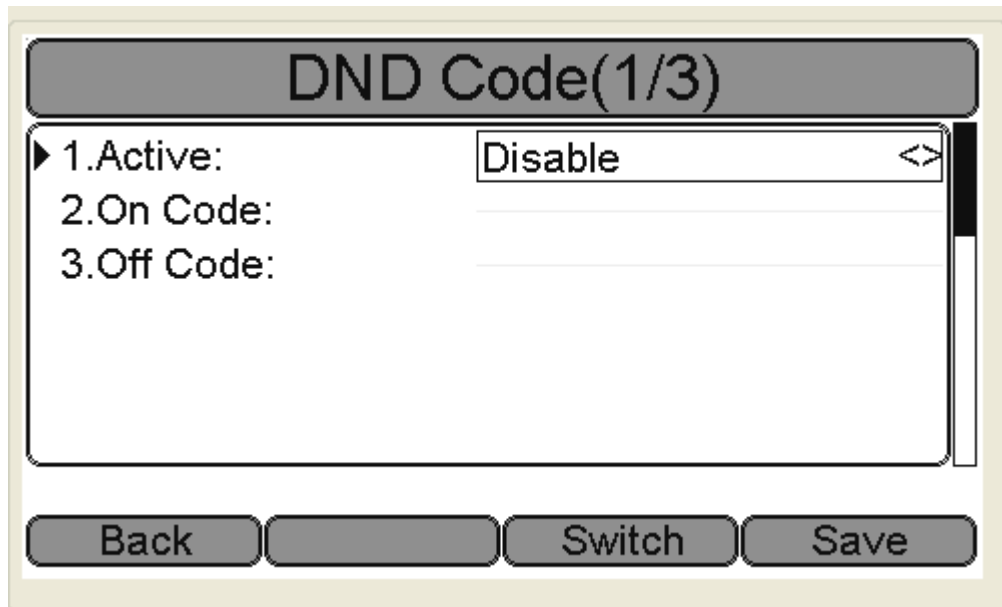 DND Code(1/3)
1.Active: Disable <>
2.On Code:
3.Off Code:
Back Switch Save